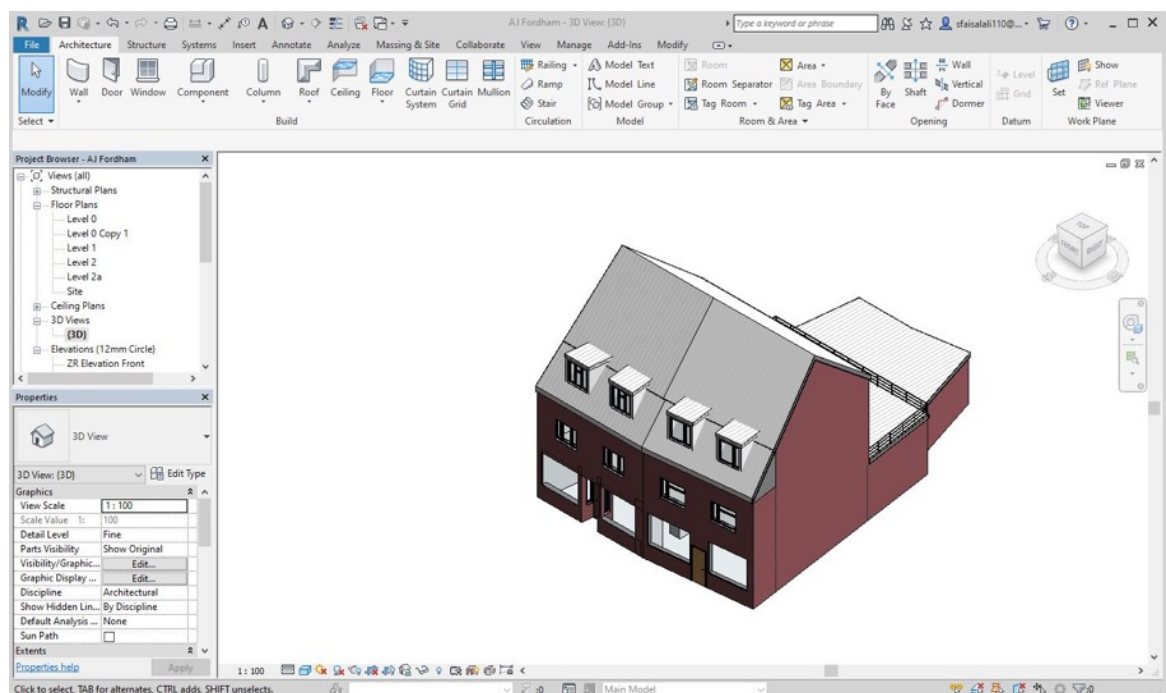 AJ Fordham - 3D View: {3D}
Type a keyword or phrase
sfaisalali110@...
File Architecture Structure Systems Insert Annotate Analyze Massing & Site Collaborate View Manage Add-Ins Modify
Modify Wall Door Window Component Column Roof Ceiling Floor Curtain System Curtain Grid Mullion
Railing Model Text Room Area Wall Show
Ramp Model Line Room Separator Area Boundary By Face Shaft Vertical Level Set Ref Plane
Stair Model Group Tag Room Tag Area Dormer Grid Viewer
Select Build Circulation Model Room & Area Opening Datum Work Plane
Project Browser - AJ Fordham
Views (all)
Structural Plans
Floor Plans
Level 0
Level 0 Copy 1
Level 1
Level 2
Level 2a
Site
Ceiling Plans
3D Views
{3D}
Elevations (12mm Circle)
ZR Elevation Front
TOP
FRONT RIGHT
Properties
3D View
3D View: {3D} Edit Type
Graphics
View Scale 1 : 100
Scale Value 1: 100
Detail Level Fine
Parts Visibility Show Original
Visibility/Graphic... Edit...
Graphic Display ... Edit...
Discipline Architectural
Show Hidden Lin... By Discipline
Default Analysis ... None
Sun Path
Extents
Properties help Apply
1 : 100
Click to select, TAB for alternates, CTRL adds, SHIFT unselects. :0 Main Model :0